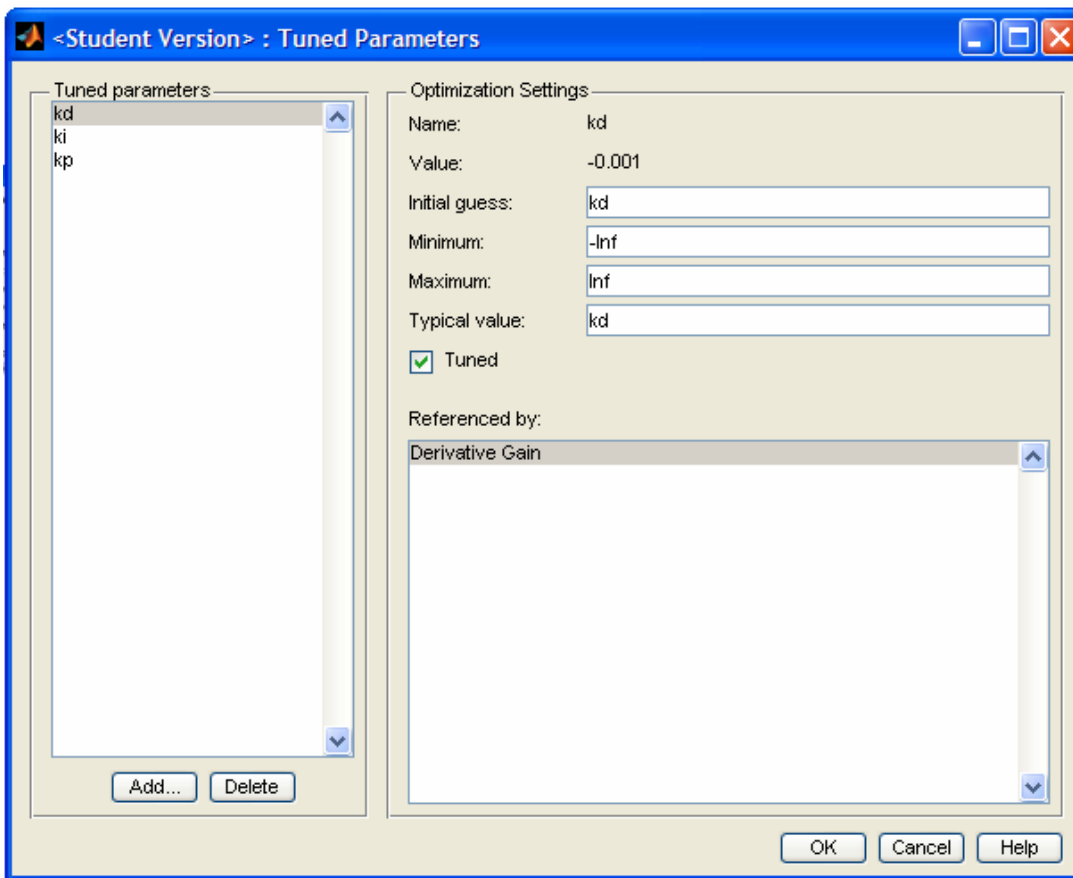 <Student Version> : Tuned Parameters
Tuned parameters
kd
ki
kp
Add...
Delete
Optimization Settings
Name: kd
Value: -0.001
Initial guess: kd
Minimum: -Inf
Maximum: Inf
Typical value: kd
Tuned
Referenced by:
Derivative Gain
OK
Cancel
Help